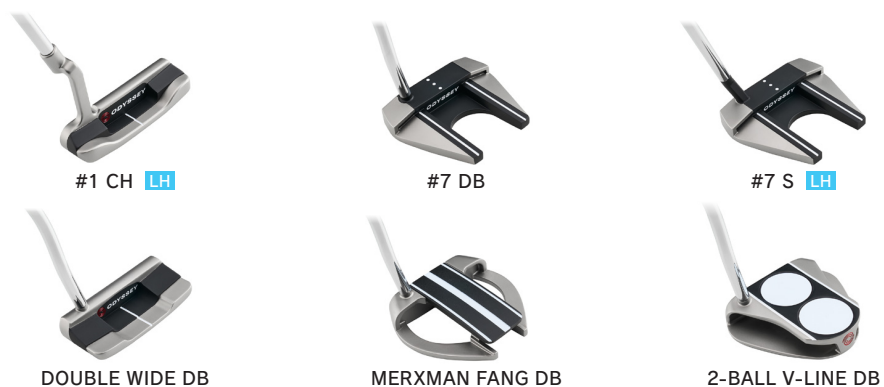 ODYSSEY
#1 CH LH
ODYSSEY
#7 DB
ODYSSEY
#7 S LH
ODYSSEY
DOUBLE WIDE DB
MERXMAN FANG DB
2-BALL V-LINE DB